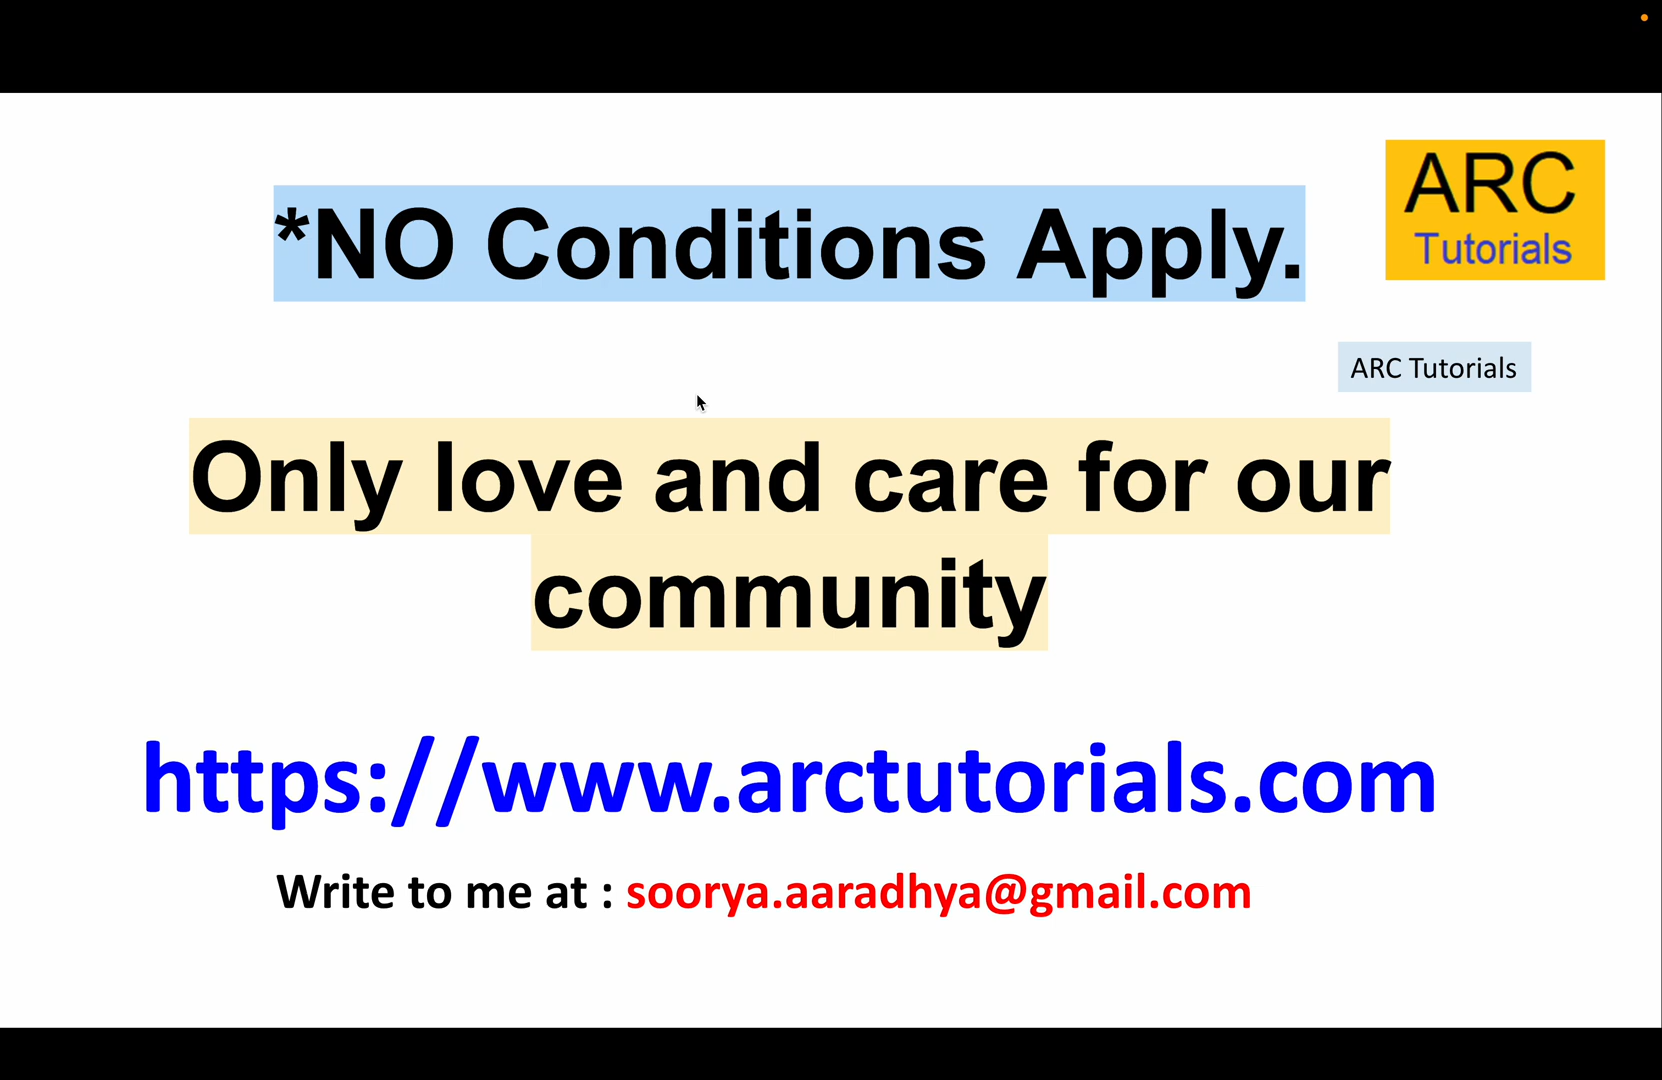 *NO Conditions Apply.
ARC
Tutorials
ARC Tutorials
Only love and care for our
community
https://www.arctutorials.com
Write to me at : soorya.aaradhya@gmail.com